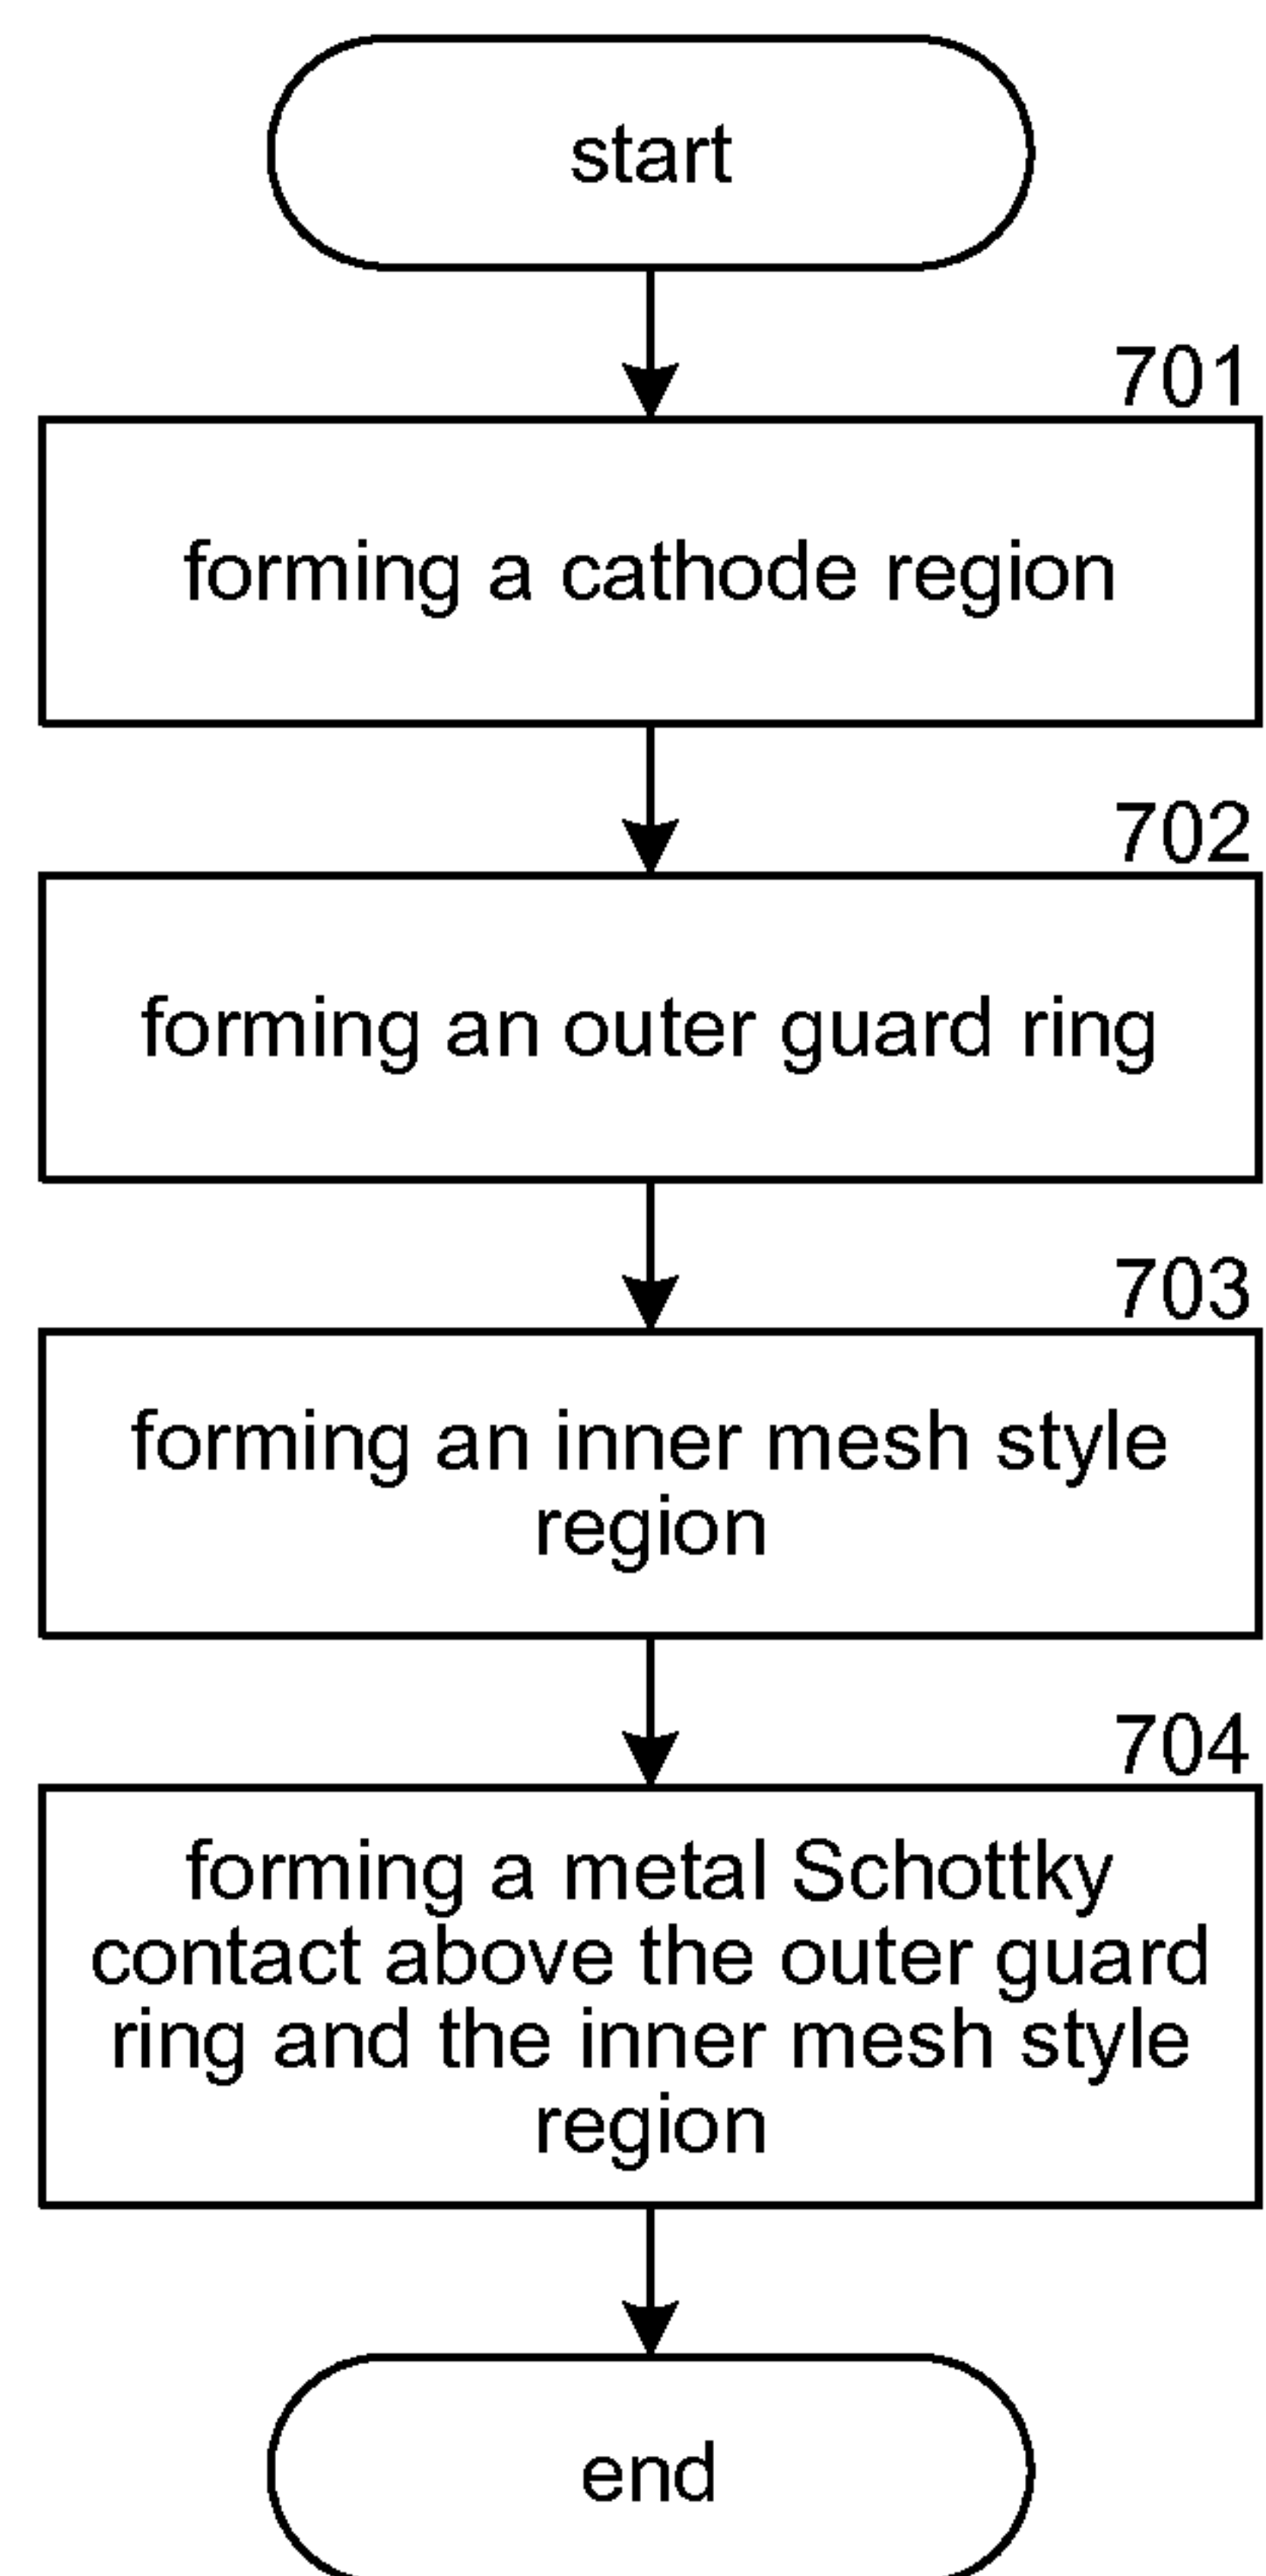 start
701
forming a cathode region
702
forming an outer guard ring
703
forming an inner mesh style
region
704
forming a metal Schottky
contact above the outer guard
ring and the inner mesh style
region
end